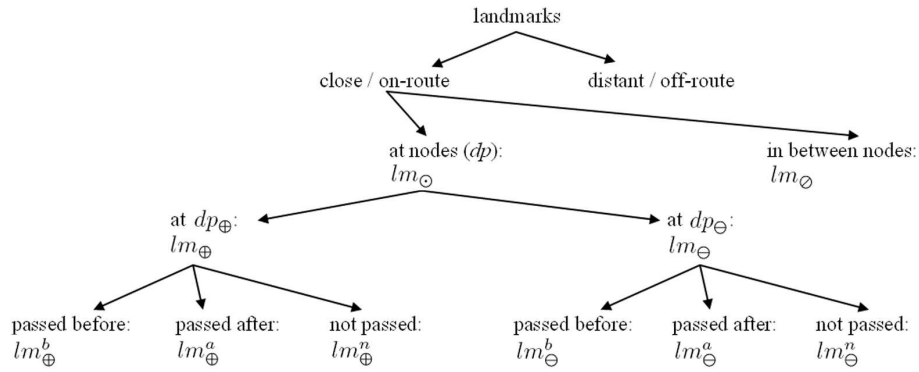 landmarks
close / on-route distant / off-route
at nodes (dp): in between nodes:
lm⊙ lm⊘
at dp⊕: at dp⊖:
lm⊕ lm⊖
passed before: passed after: not passed: passed before: passed after: not passed:
lm⊕^b lm⊕^a lm⊕^n lm⊖^b lm⊖^a lm⊖^n